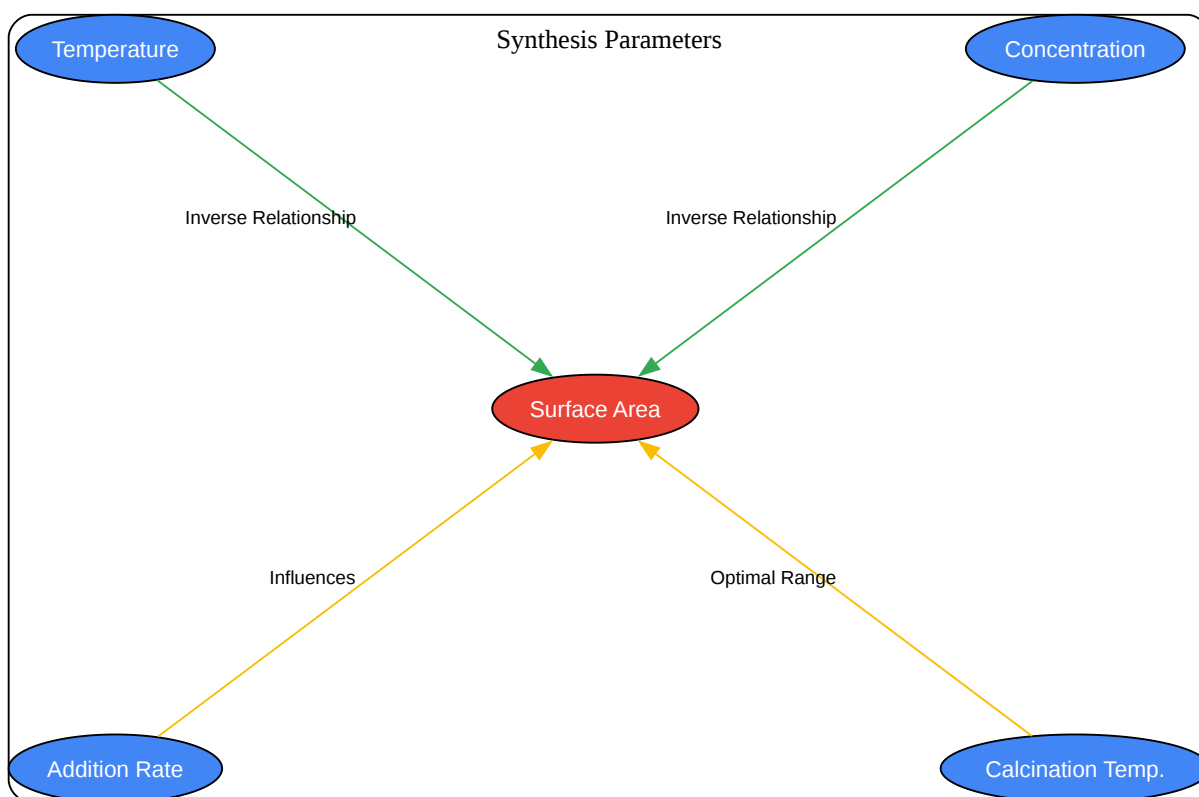 Temperature
Synthesis Parameters
Concentration
Inverse Relationship
Inverse Relationship
Surface Area
Influences
Optimal Range
Addition Rate
Calcination Temp.